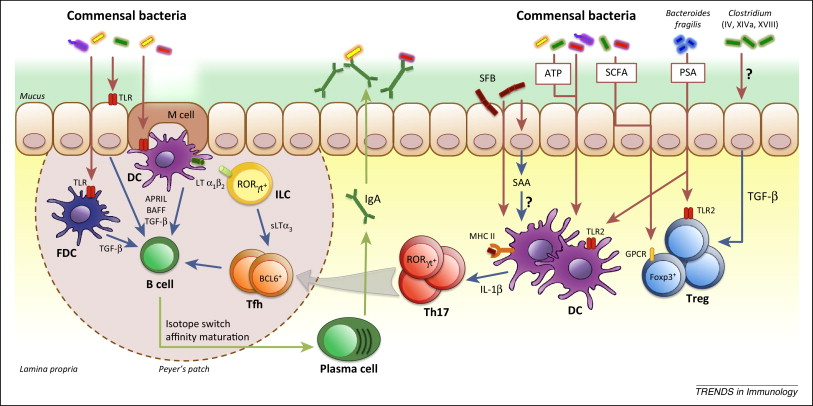 Commensal bacteria
Commensal bacteria
Bacteroides
fragilis
Clostridium
(IV, XIVa, XVIII)
ATP
SCFA
PSA
?
SFB
Mucus
TLR
M cell
DC
TLR
LT α1β2
RORγt+
ILC
APRIL
BAFF
TGF-β
sLTα3
FDC
TGF-β
B cell
BCL6+
Tfh
IgA
SAA
?
MHC II
TLR2
TLR2
TGF-β
GPCR
Foxp3+
Treg
RORγt+
IL-1β
Th17
DC
Isotope switch
affinity maturation
Plasma cell
Lamina propria
Peyer's patch
TRENDS in Immunology